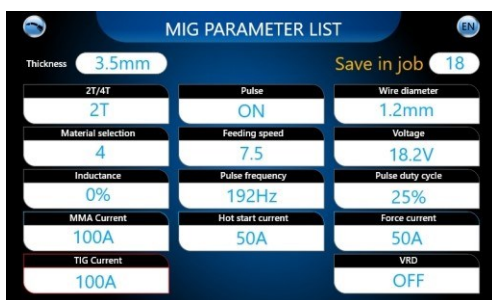 MIG PARAMETER LIST
EN
Thickness 3.5mm
Save in job 18
2T/4T Pulse Wire diameter
2T ON 1.2mm
Material selection Feeding speed Voltage
4 7.5 18.2V
Inductance Pulse frequency Pulse duty cycle
0% 192Hz 25%
MMA Current Hot start current Force current
100A 50A 50A
TIG Current VRD
100A OFF